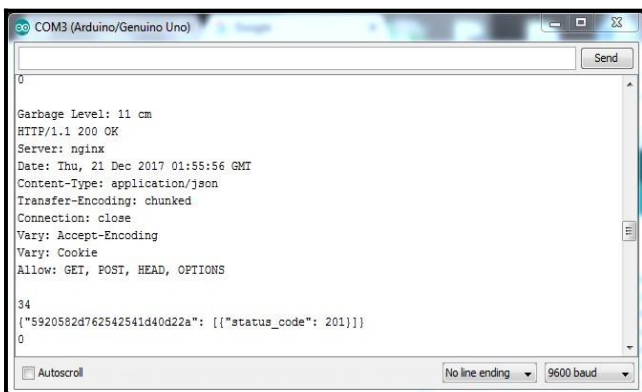 COM3 (Arduino/Genuino Uno)
Google
Send
0
Garbage Level: 11 cm
HTTP/1.1 200 OK
Server: nginx
Date: Thu, 21 Dec 2017 01:55:56 GMT
Content-Type: application/json
Transfer-Encoding: chunked
Connection: close
Vary: Accept-Encoding
Vary: Cookie
Allow: GET, POST, HEAD, OPTIONS
34
{"5920582d762542541d40d22a": [{"status_code": 201}]}
0
Autoscroll
No line ending
9600 baud